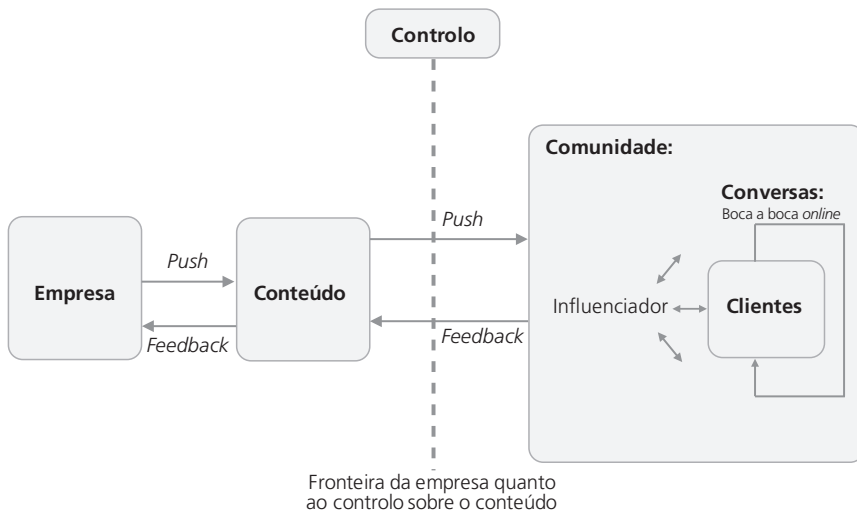 Controlo
Comunidade:
Conversas:
Boca a boca online
Push
Push
Empresa
Conteúdo
Influenciador
Clientes
Feedback
Feedback
Fronteira da empresa quanto
ao controlo sobre o conteúdo